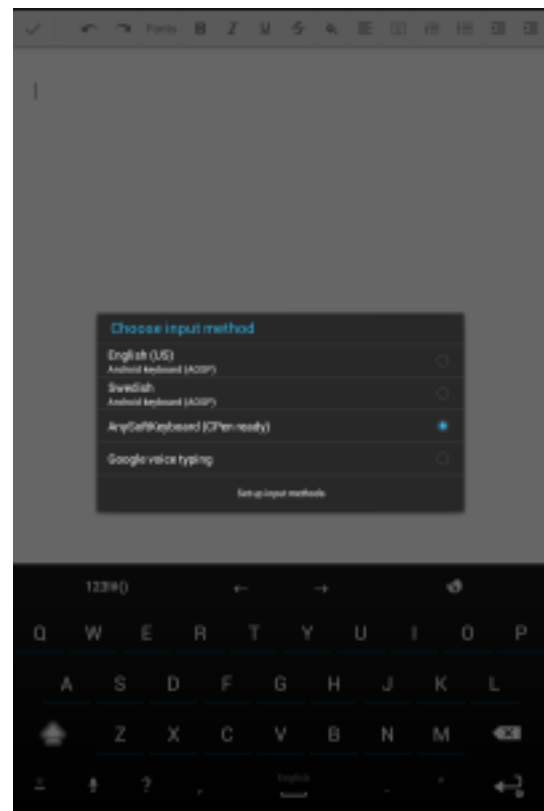 Fonts B I U S
Choose input method
English (US)
Android keyboard (AOSP)
Swedish
Android keyboard (AOSP)
AnySoftKeyboard (CPen ready)
Google voice typing
Set up input methods
123!#()
Q W E R T Y U I O P
A S D F G H J K L
Z X C V B N M
? , English . '